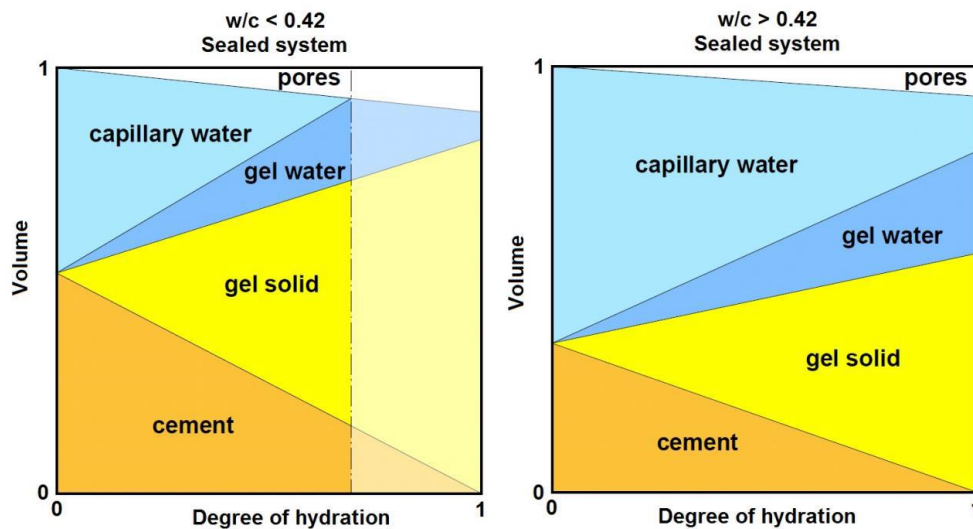 w/c < 0.42
Sealed system
1
pores
capillary water
gel water
gel solid
cement
Volume
0
0
Degree of hydration
1
w/c > 0.42
Sealed system
1
pores
capillary water
gel water
gel solid
cement
Volume
0
0
Degree of hydration
1